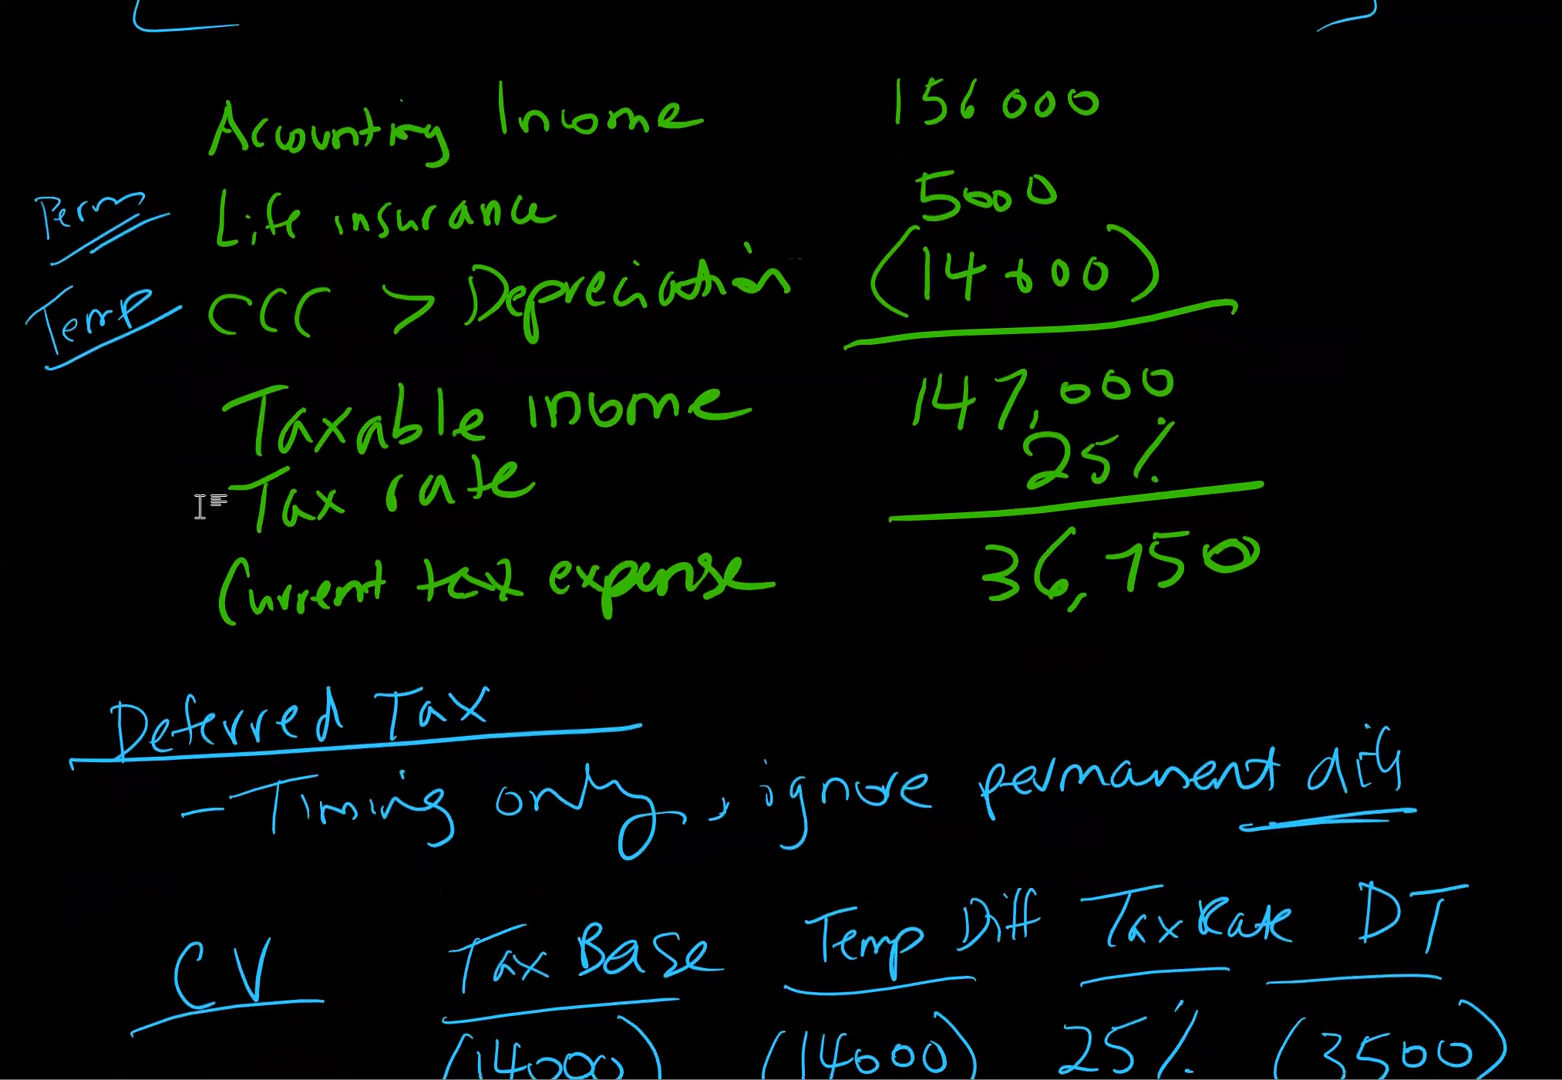 Accounting Income 156 000
Perm Life insurance 5000
Temp CCC > Depreciation (14 000)
Taxable income 147,000
Tax rate 25%
Current tax expense 36,750
Deferred Tax
- Timing only, ignore permanent diff
CV Tax Base Temp Diff Tax Rate DT
(14000) (14000) 25% (3500)